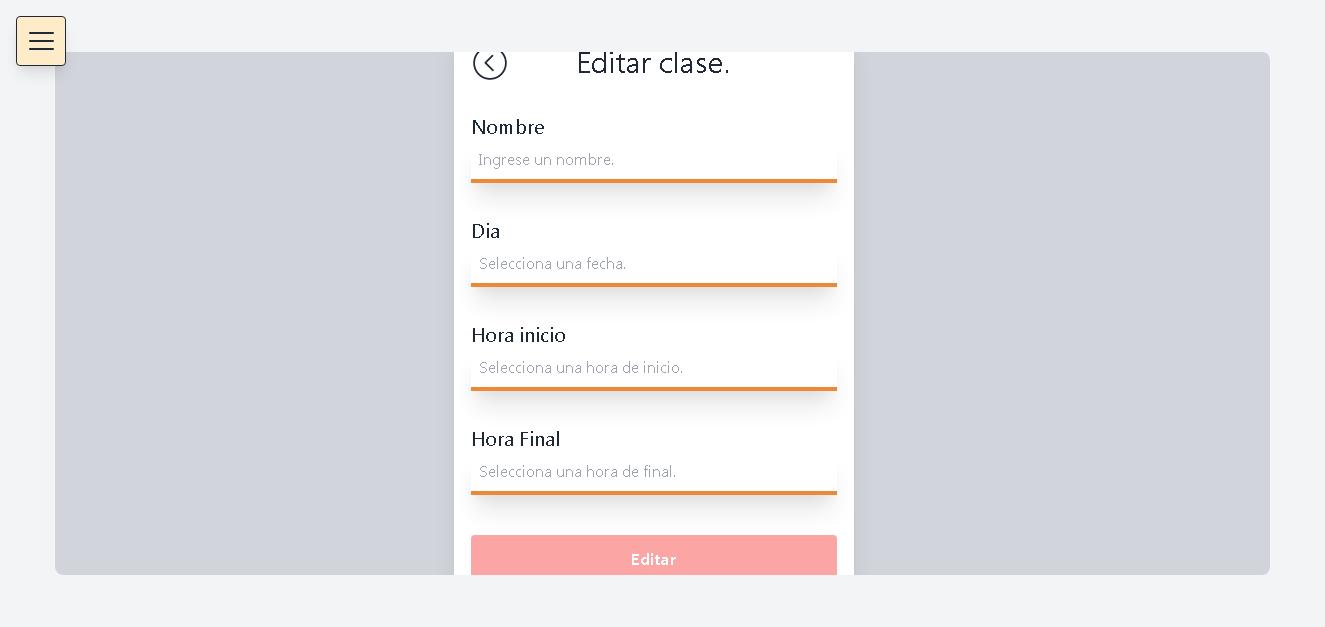 Editar clase.
Nombre
Ingrese un nombre.
Dia
Selecciona una fecha.
Hora inicio
Selecciona una hora de inicio.
Hora Final
Selecciona una hora de final.
Editar